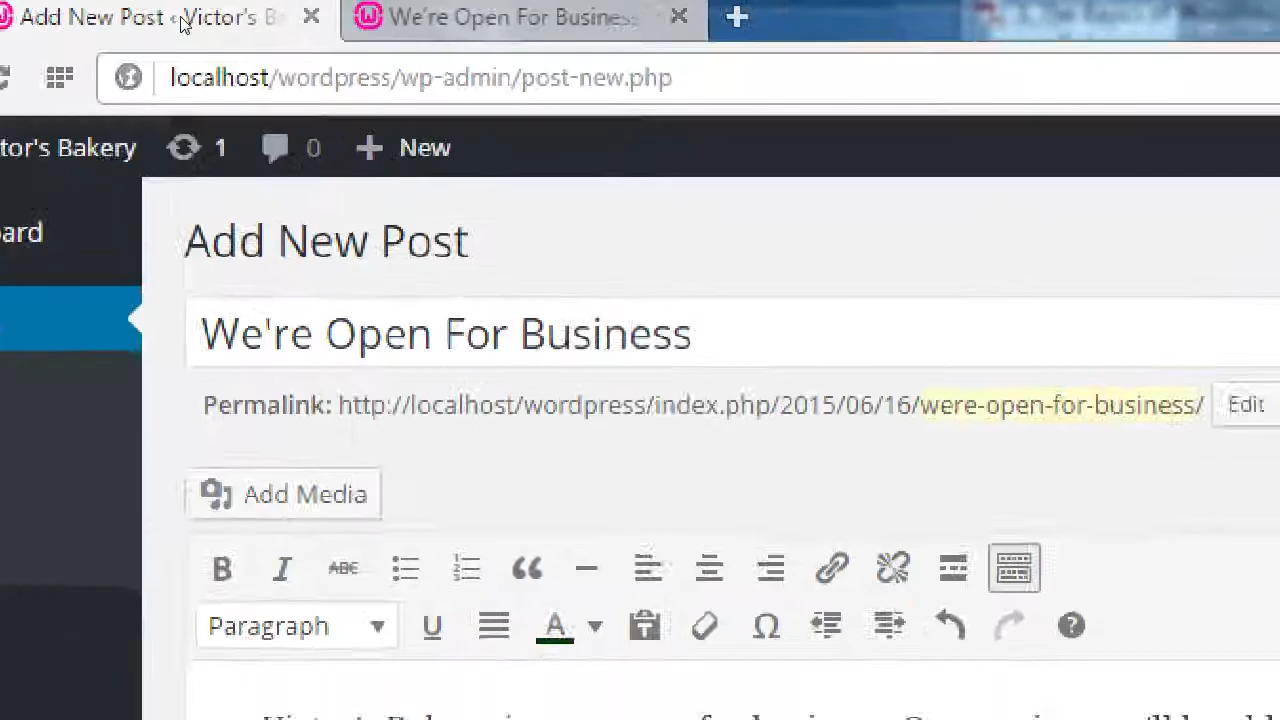 Add New Post ‹ Victor's B
We're Open For Busines
localhost/wordpress/wp-admin/post-new.php
tor's Bakery 1 0 New
ard
Add New Post
We're Open For Business
Permalink: http://localhost/wordpress/index.php/2015/06/16/were-open-for-business/ Edit
Add Media
B I ABC
Paragraph U A Ω